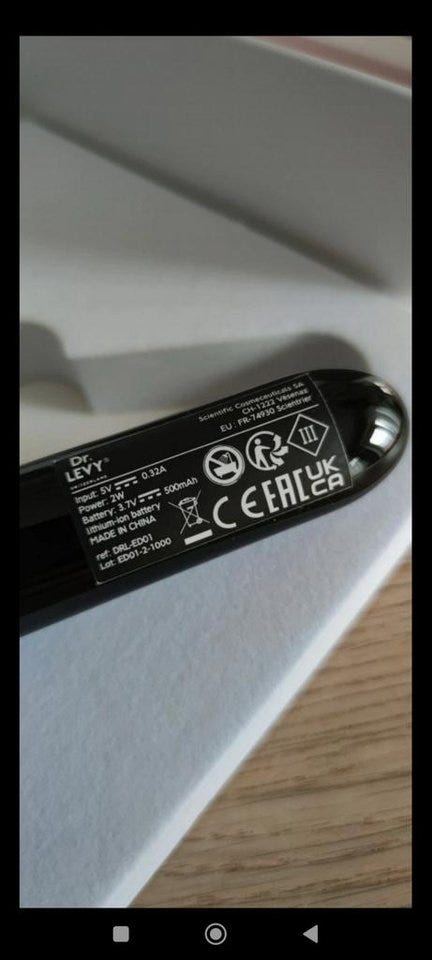 Dr.
LEVY®
SWITZERLAND
Input: 5V 0.32A
Power: 2W
Battery: 3.7V 500mAh
lithium-ion battery
MADE IN CHINA
ref: DRL-ED01
Lot: ED01-2-1000
Scientific Cosmeceuticals SA
CH-1222 Vesenaz
EU : FR-74930 Scientrier
III
CE EAC UK
CA